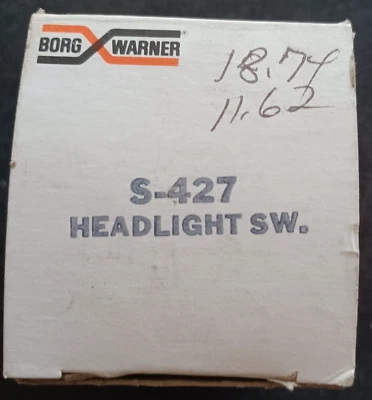 BORG WARNER
18.74
11.62
S-427
HEADLIGHT SW.